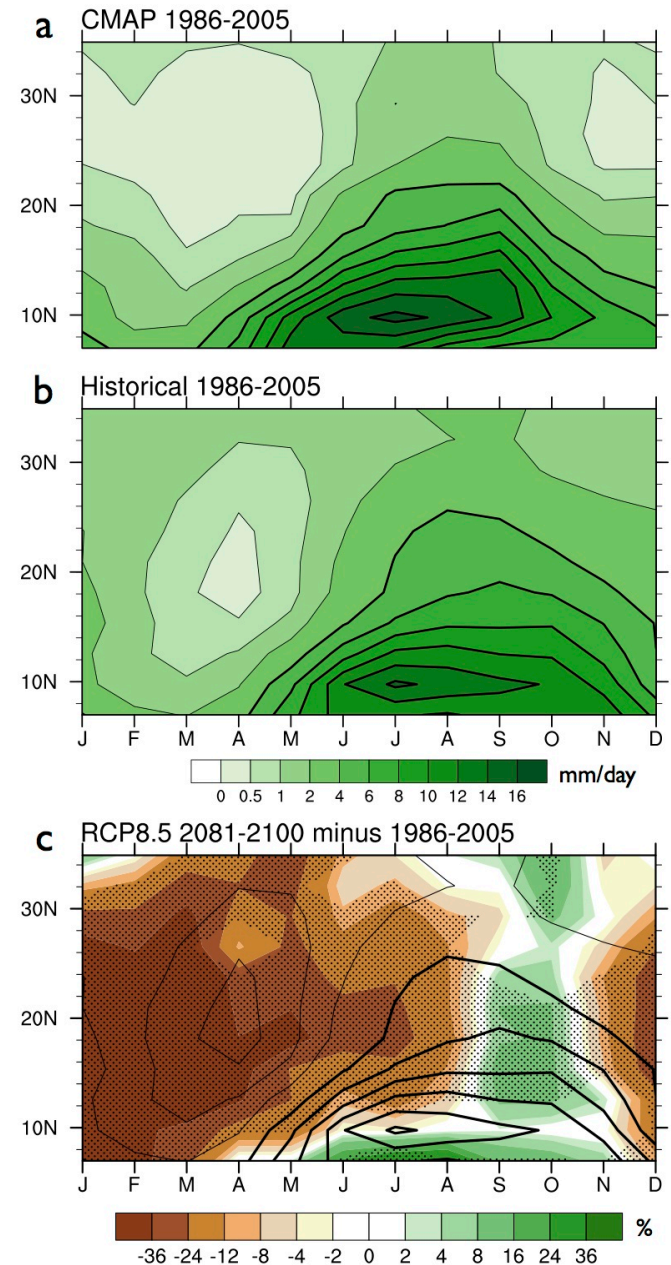 a CMAP 1986-2005
30N
20N
10N
b Historical 1986-2005
30N
20N
10N
J F M A M J J A S O N D
0 0.5 1 2 4 6 8 10 12 14 16 mm/day
c RCP8.5 2081-2100 minus 1986-2005
30N
20N
10N
J F M A M J J A S O N D
-36 -24 -12 -8 -4 -2 0 2 4 8 16 24 36 %